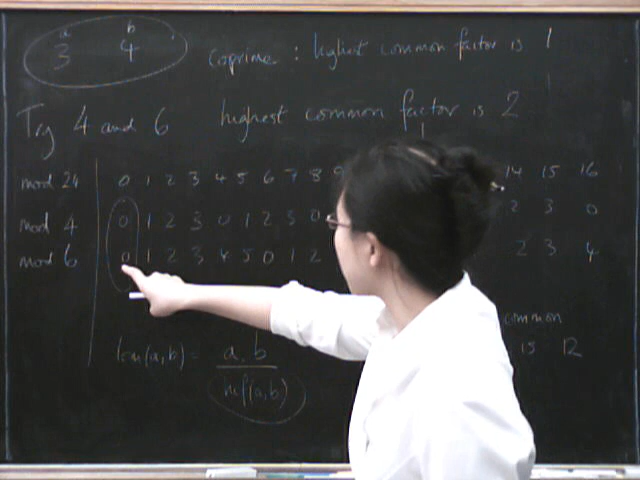 a b
3 4
coprime : highest common factor is 1
Try 4 and 6 highest common factor is 2
mod 24 0 1 2 3 4 5 6 7 8 9 14 15 16
mod 4 0 1 2 3 0 1 2 3 0 2 3 0
mod 6 0 1 2 3 4 5 0 1 2 2 3 4
common
lcm(a,b) = a.b
hcf(a,b)
is 12